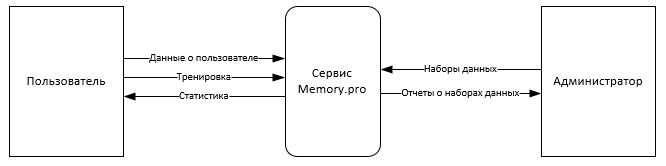 Данные о пользователе
Пользователь
Тренировка
Статистика
Сервис
Memory.pro
Наборы данных
Отчеты о наборах данных
Администратор